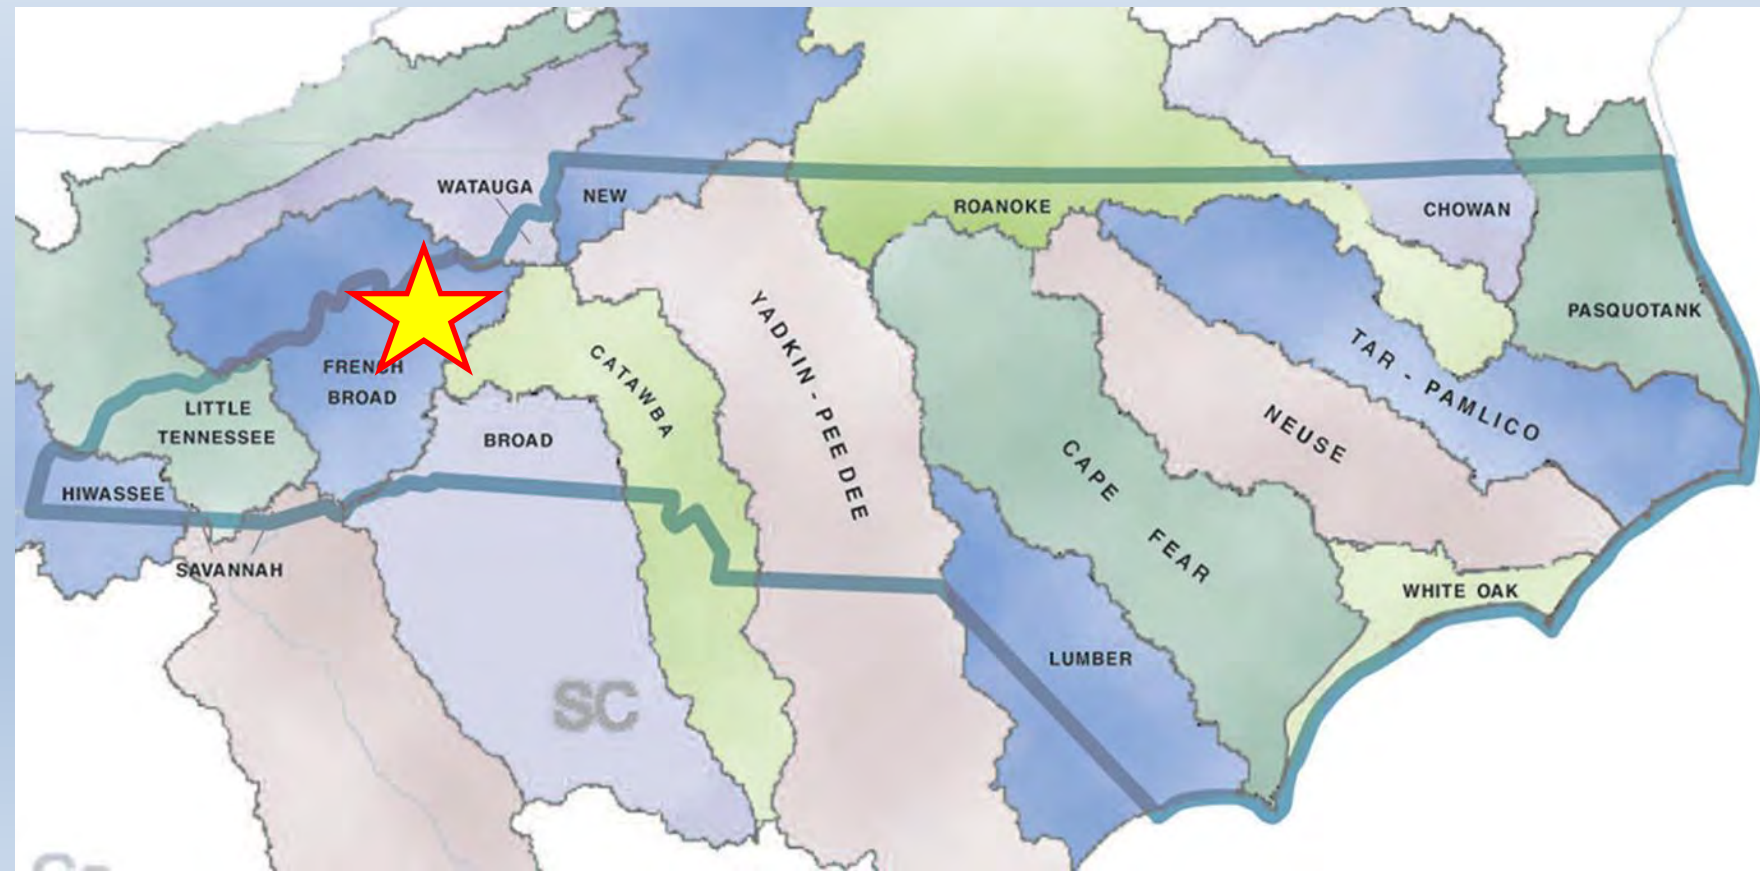 WATAUGA
NEW
ROANOKE
CHOWAN
PASQUOTANK
YADKIN - PEE DEE
CATAWBA
TAR - PAMLICO
FRENCH
BROAD
LITTLE
TENNESSEE
BROAD
NEUSE
CAPE
FEAR
HIWASSEE
SAVANNAH
WHITE OAK
LUMBER
SC